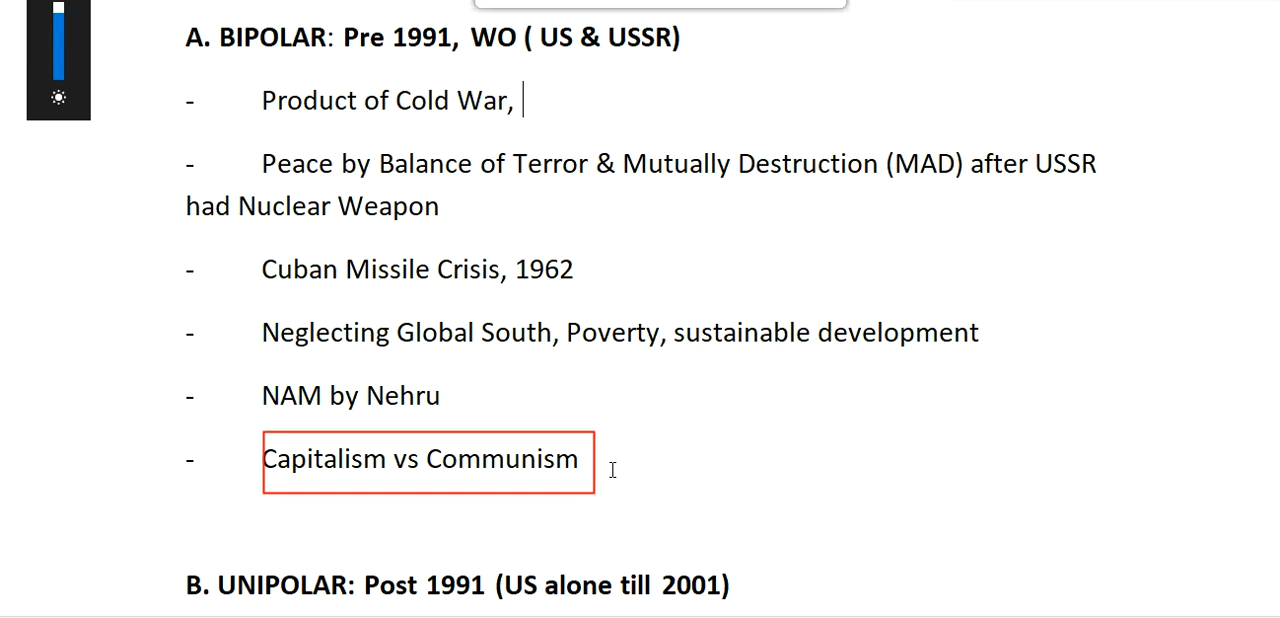 A. BIPOLAR: Pre 1991, WO ( US & USSR)
- Product of Cold War,
- Peace by Balance of Terror & Mutually Destruction (MAD) after USSR
had Nuclear Weapon
- Cuban Missile Crisis, 1962
- Neglecting Global South, Poverty, sustainable development
- NAM by Nehru
- Capitalism vs Communism
B. UNIPOLAR: Post 1991 (US alone till 2001)